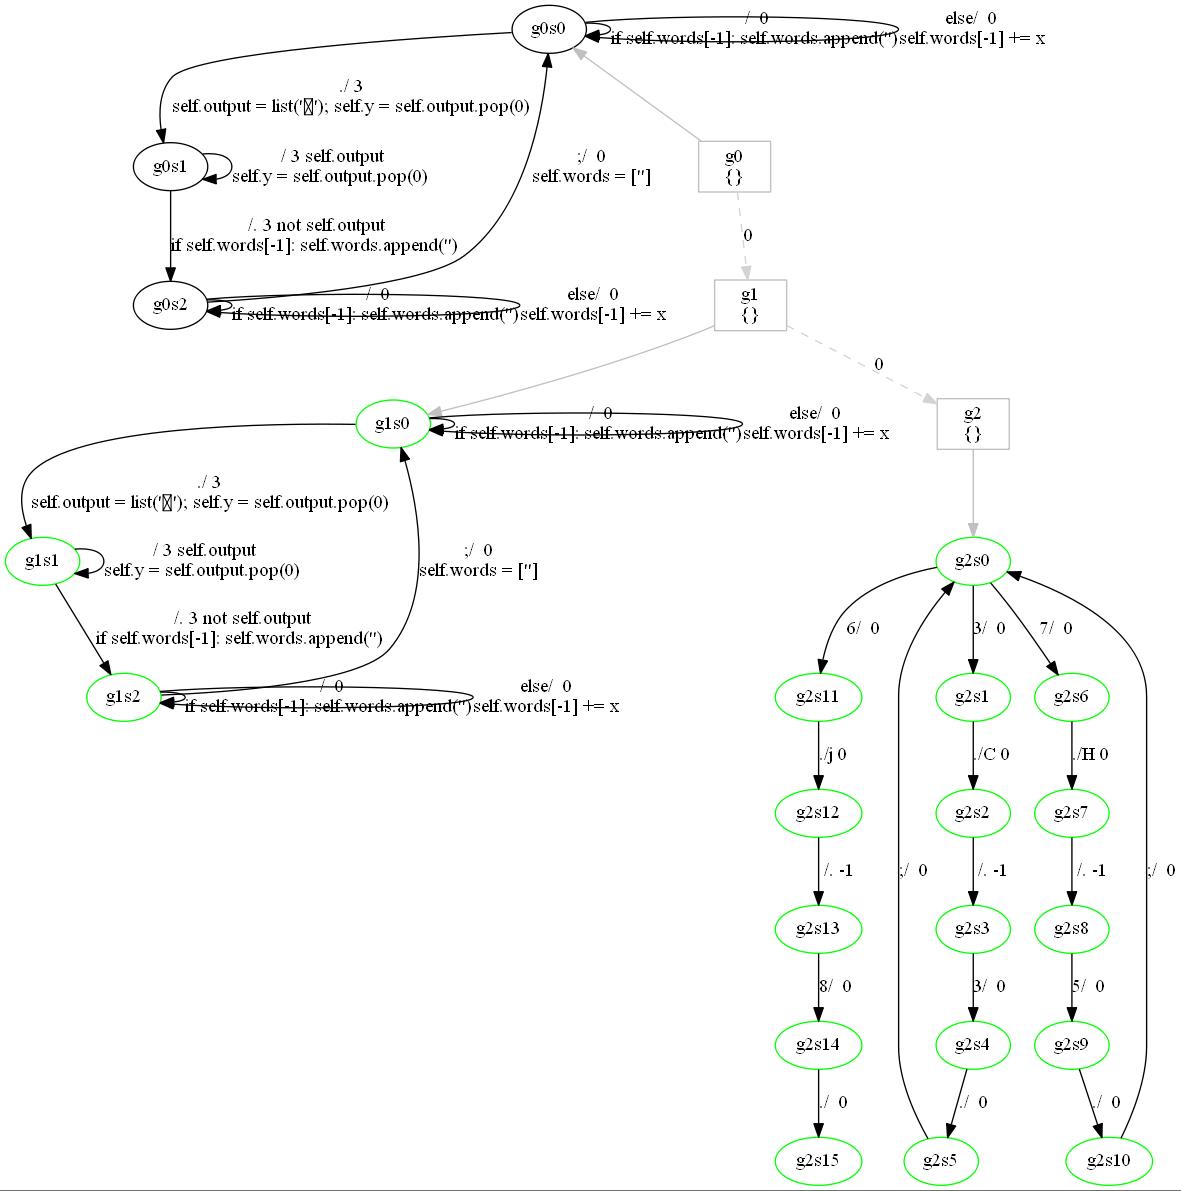 g0s0
/ 0
else/ 0
if self.words[-1]: self.words.append('')
self.words[-1] += x
./ 3
self.output = list(''); self.y = self.output.pop(0)
g0s1
/ 3 self.output
self.y = self.output.pop(0)
;/ 0
self.words = ['']
g0
{}
/. 3 not self.output
if self.words[-1]: self.words.append('')
0
g0s2
/ 0
else/ 0
if self.words[-1]: self.words.append('')
self.words[-1] += x
g1
{}
0
g1s0
/ 0
else/ 0
if self.words[-1]: self.words.append('')
self.words[-1] += x
g2
{}
./ 3
self.output = list(''); self.y = self.output.pop(0)
g1s1
/ 3 self.output
self.y = self.output.pop(0)
;/ 0
self.words = ['']
g2s0
/. 3 not self.output
if self.words[-1]: self.words.append('')
6/ 0
3/ 0
7/ 0
g1s2
/ 0
else/ 0
if self.words[-1]: self.words.append('')
self.words[-1] += x
g2s11
g2s1
g2s6
./j 0
./C 0
./H 0
g2s12
g2s2
g2s7
/. -1
;/ 0
/. -1
/. -1
;/ 0
g2s13
g2s3
g2s8
8/ 0
3/ 0
5/ 0
g2s14
g2s4
g2s9
./ 0
./ 0
./ 0
g2s15
g2s5
g2s10